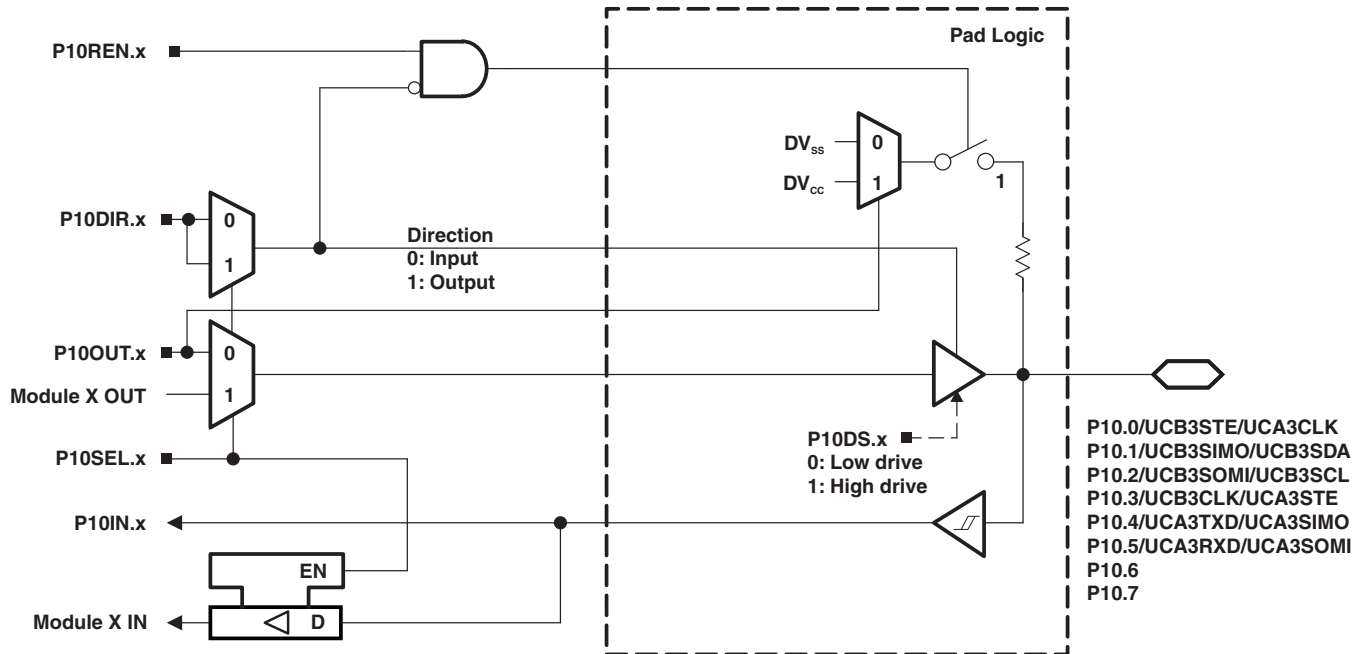 Pad Logic
P10REN.x
DVss
0
DVcc
1
1
P10DIR.x
0
1
Direction
0: Input
1: Output
P10OUT.x
0
Module X OUT
1
P10SEL.x
P10DS.x
0: Low drive
1: High drive
P10IN.x
EN
Module X IN
D
P10.0/UCB3STE/UCA3CLK
P10.1/UCB3SIMO/UCB3SDA
P10.2/UCB3SOMI/UCB3SCL
P10.3/UCB3CLK/UCA3STE
P10.4/UCA3TXD/UCA3SIMO
P10.5/UCA3RXD/UCA3SOMI
P10.6
P10.7